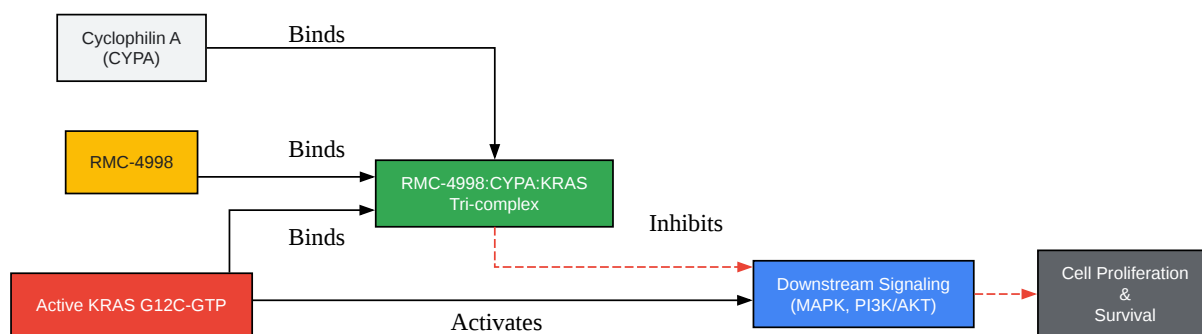 Cyclophilin A
(CYPA)
Binds
RMC-4998
Binds
RMC-4998:CYPA:KRAS
Tri-complex
Binds
Inhibits
Active KRAS G12C-GTP
Activates
Downstream Signaling
(MAPK, PI3K/AKT)
Cell Proliferation
&
Survival